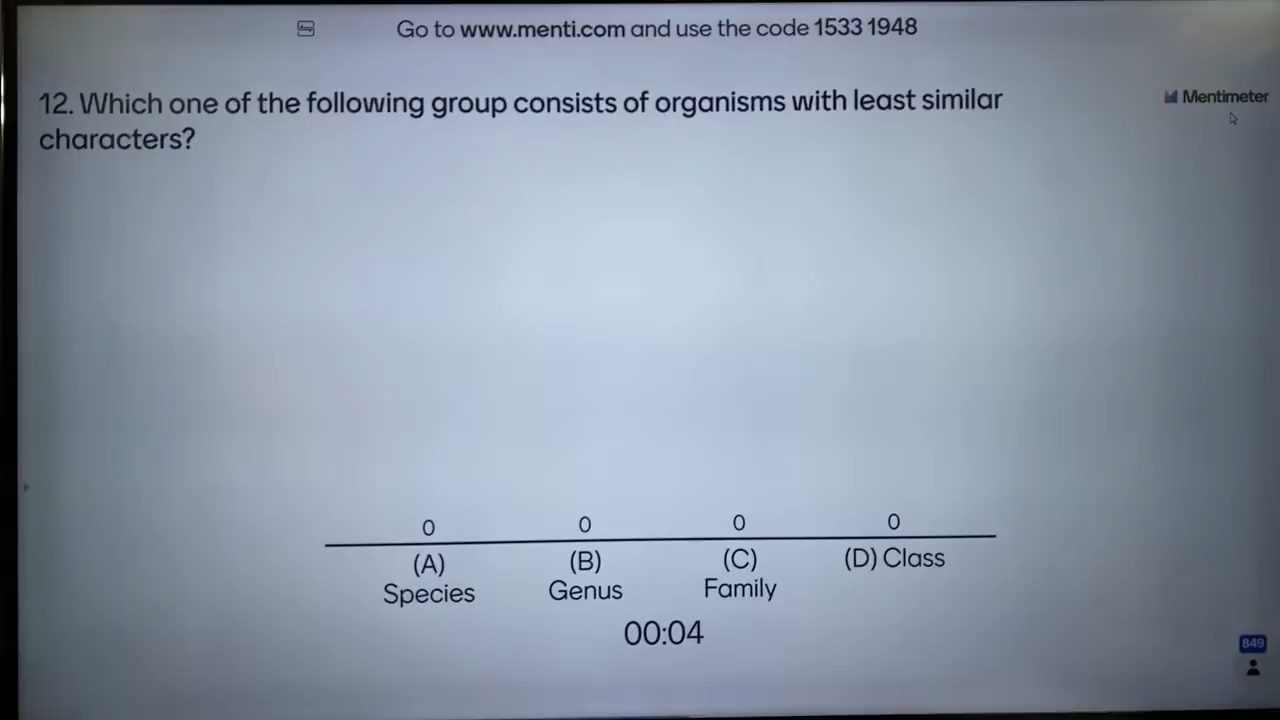 Go to www.menti.com and use the code 1533 1948
12. Which one of the following group consists of organisms with least similar
characters?
Mentimeter
0 0 0 0
(A) (B) (C) (D) Class
Species Genus Family
00:04
849